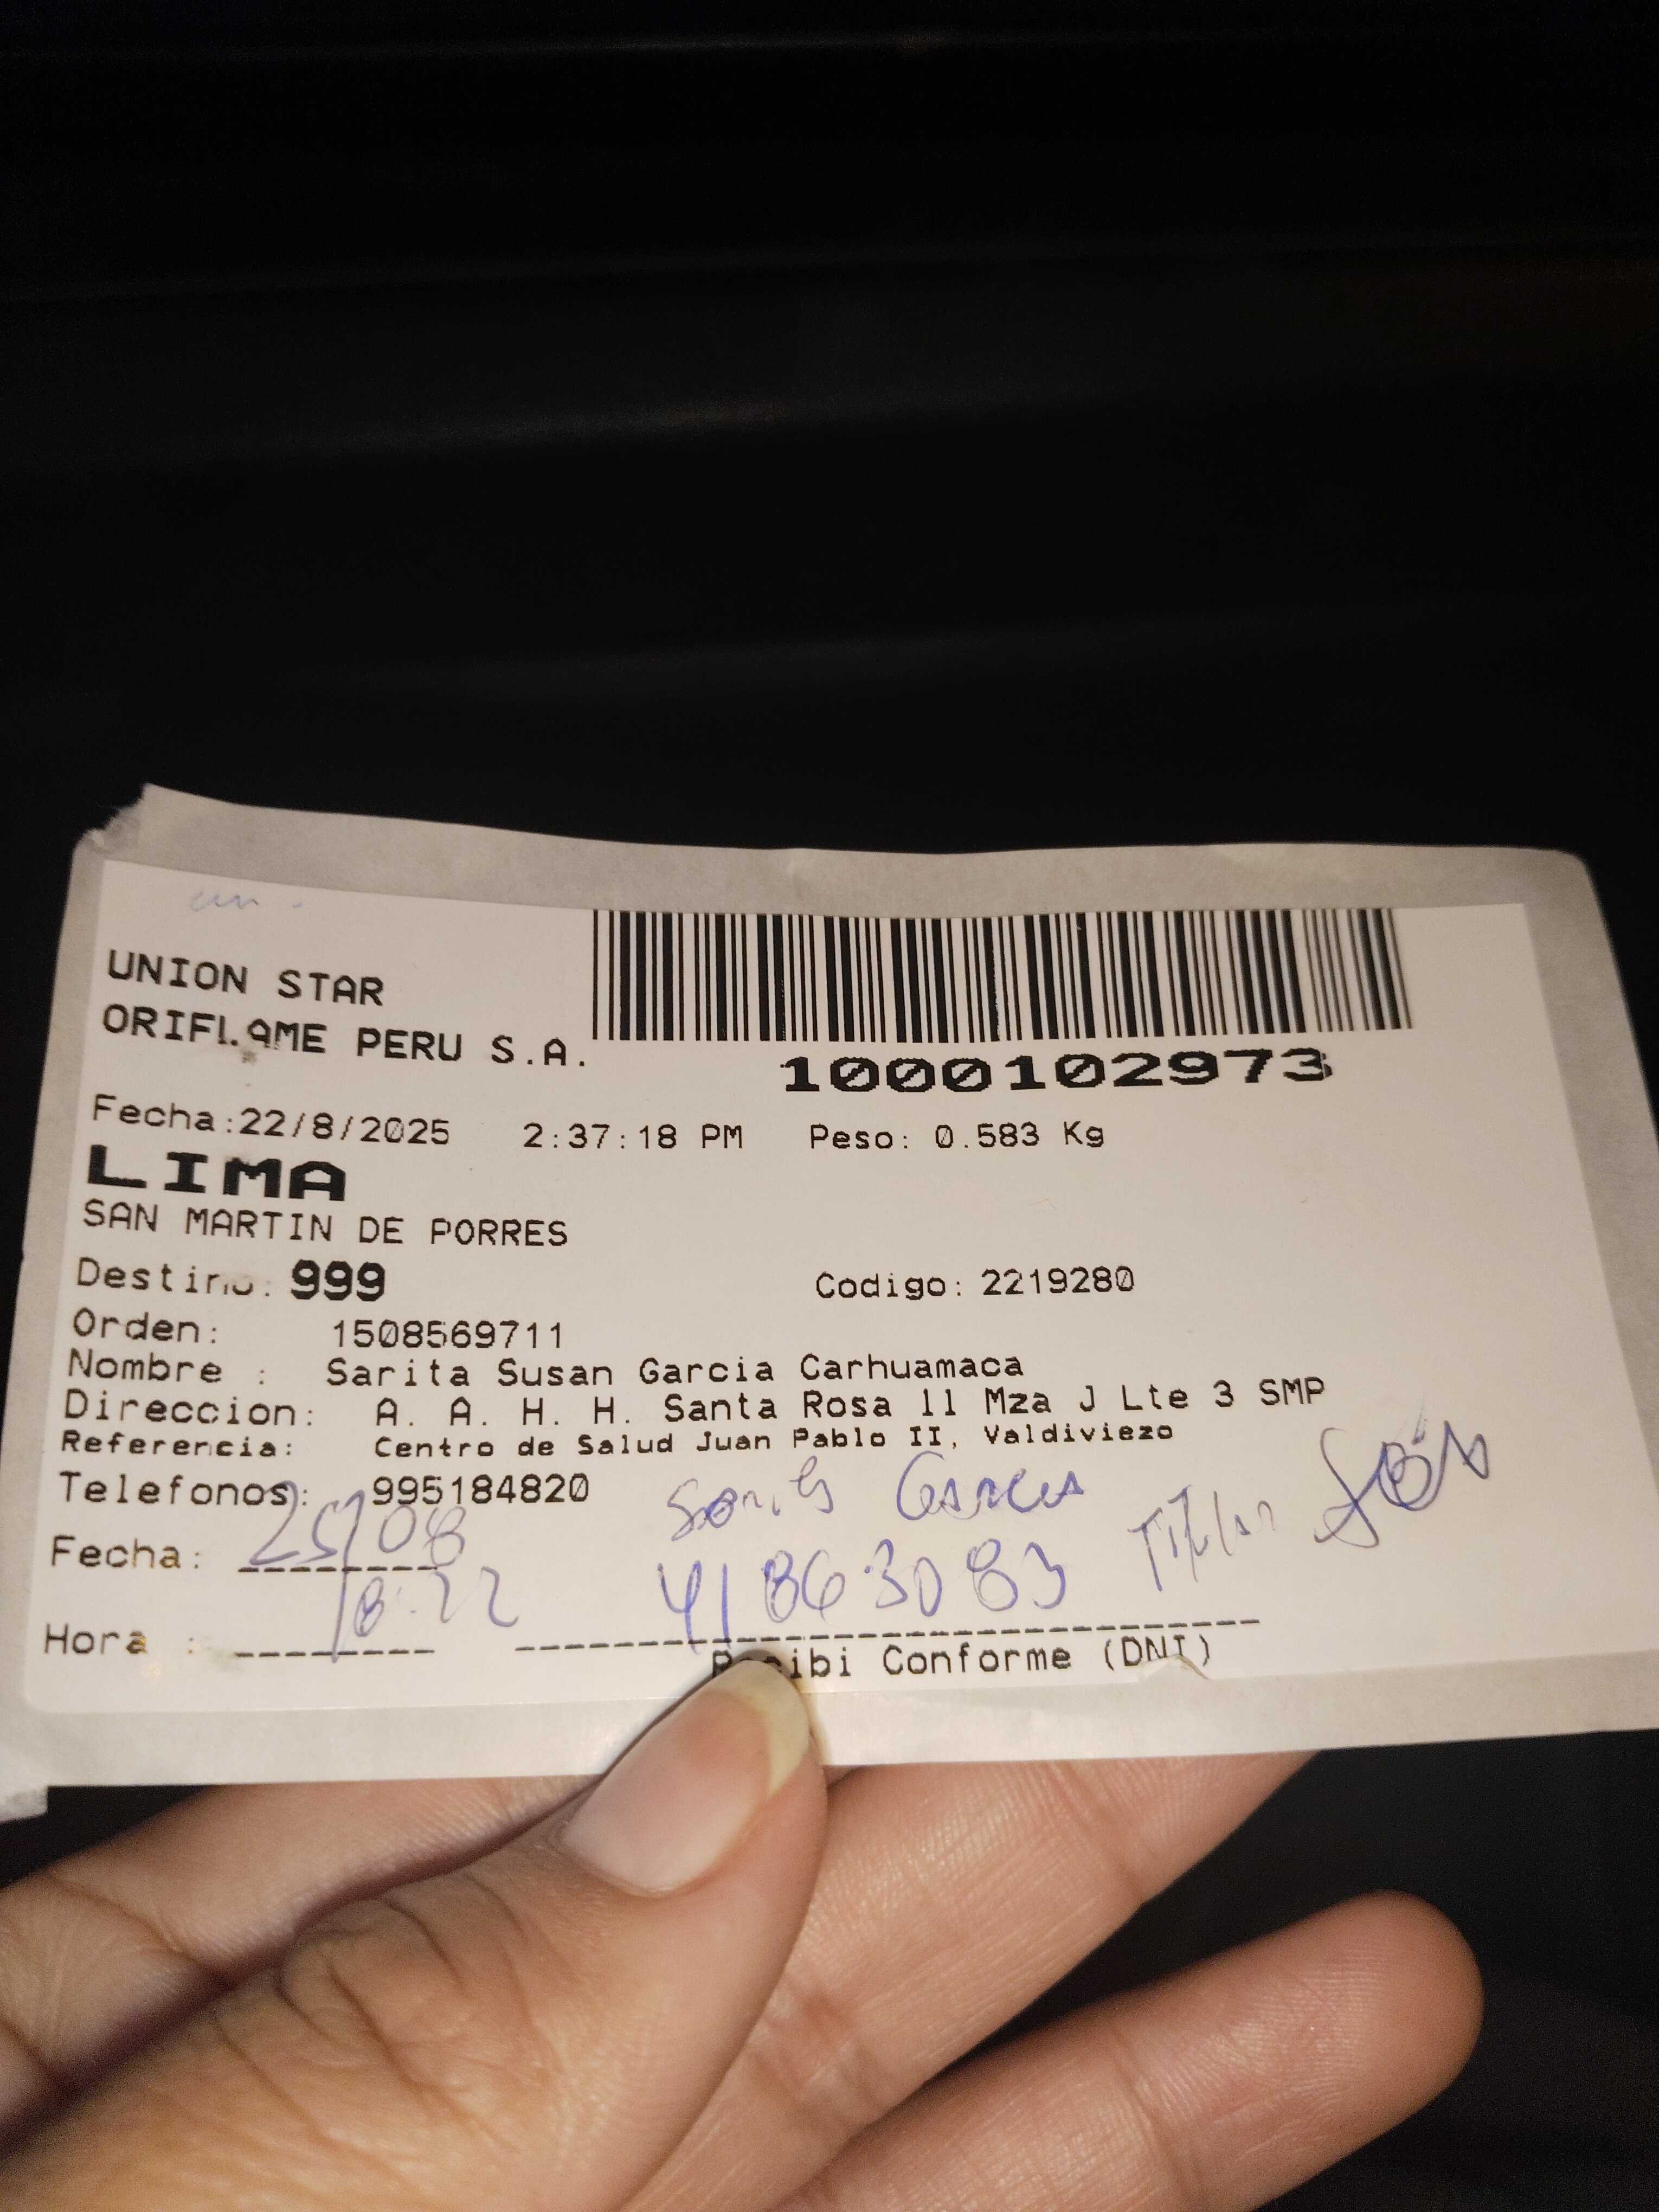 UNION STAR
ORIFLAME PERU S.A.
1000102973
Fecha:22/8/2025 2:37:18 PM Peso: 0.583 Kg
LIMA
SAN MARTIN DE PORRES
Destino: 999 Codigo: 2219280
Orden: 1508569711
Nombre : Sarita Susan Garcia Carhuamaca
Direccion: A. A. H. H. Santa Rosa 11 Mza J Lte 3 SMP
Referencia: Centro de Salud Juan Pablo II, Valdiviezo
Telefonos: 995184820
Garcia Titular
Fecha: 25/08 41863083
Hora : 18:22
Recibi Conforme (DNI)